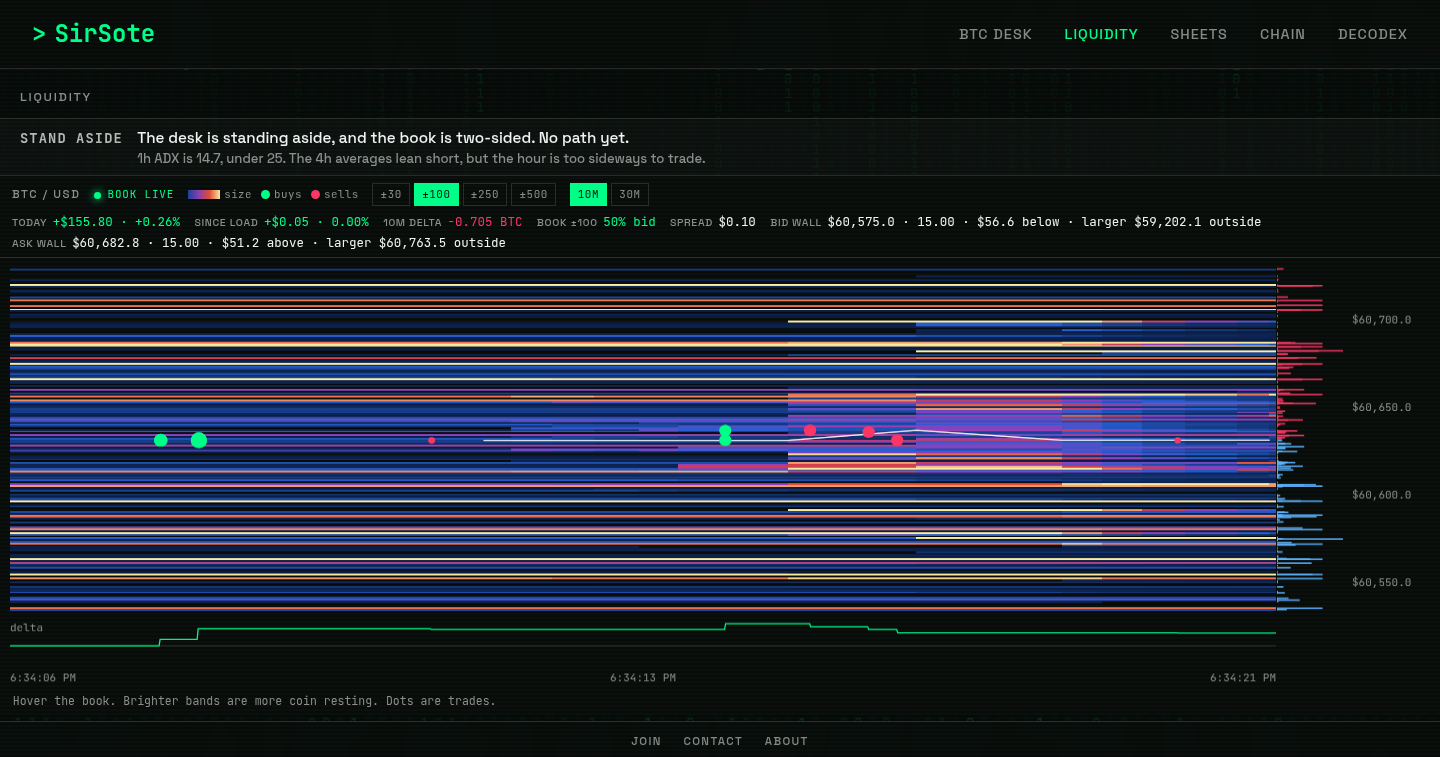 > SirSote
BTC DESK LIQUIDITY SHEETS CHAIN DECODEX
LIQUIDITY
STAND ASIDE The desk is standing aside, and the book is two-sided. No path yet.
1h ADX is 14.7, under 25. The 4h averages lean short, but the hour is too sideways to trade.
BTC / USD BOOK LIVE size buys sells ±30 ±100 ±250 ±500 10M 30M
TODAY +$155.80 · +0.26% SINCE LOAD +$0.05 · 0.00% 10M DELTA -0.705 BTC BOOK ±100 50% bid SPREAD $0.10 BID WALL $60,575.0 · 15.00 · $56.6 below · larger $59,202.1 outside
ASK WALL $60,682.8 · 15.00 · $51.2 above · larger $60,763.5 outside
$60,700.0
$60,650.0
$60,600.0
$60,550.0
delta
6:34:06 PM 6:34:13 PM 6:34:21 PM
Hover the book. Brighter bands are more coin resting. Dots are trades.
JOIN CONTACT ABOUT